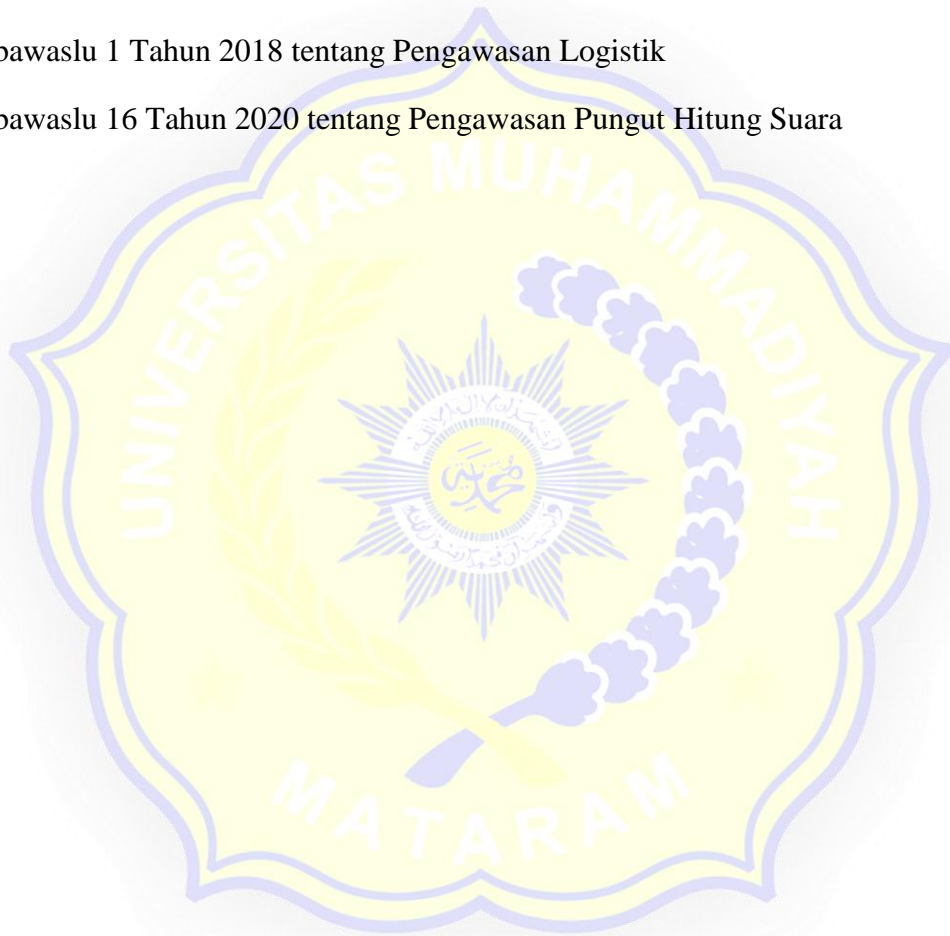 bawaslu 1 Tahun 2018 tentang Pengawasan Logistik
bawaslu 16 Tahun 2020 tentang Pengawasan Pungut Hitung Suara
UNIVERSITAS MUHAMMADIYAH
MATARAM